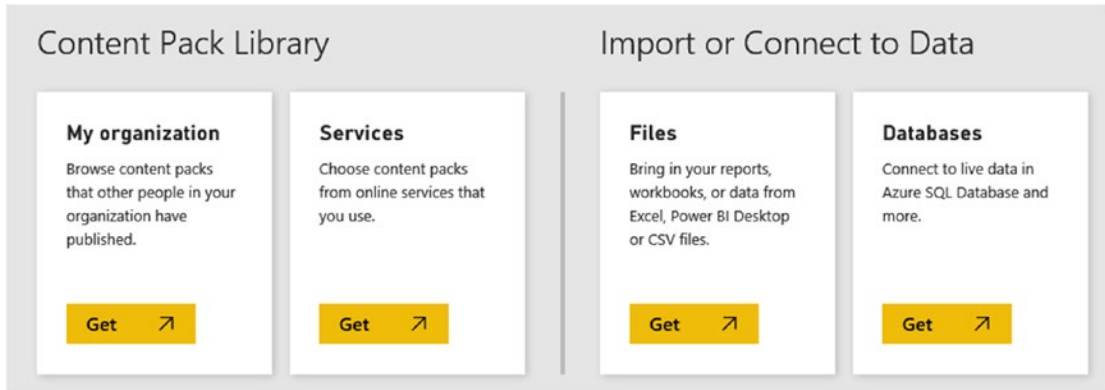 Content Pack Library
My organization
Browse content packs
that other people in your
organization have
published.
Get
Services
Choose content packs
from online services that
you use.
Get
Import or Connect to Data
Files
Bring in your reports,
workbooks, or data from
Excel, Power BI Desktop
or CSV files.
Get
Databases
Connect to live data in
Azure SQL Database and
more.
Get